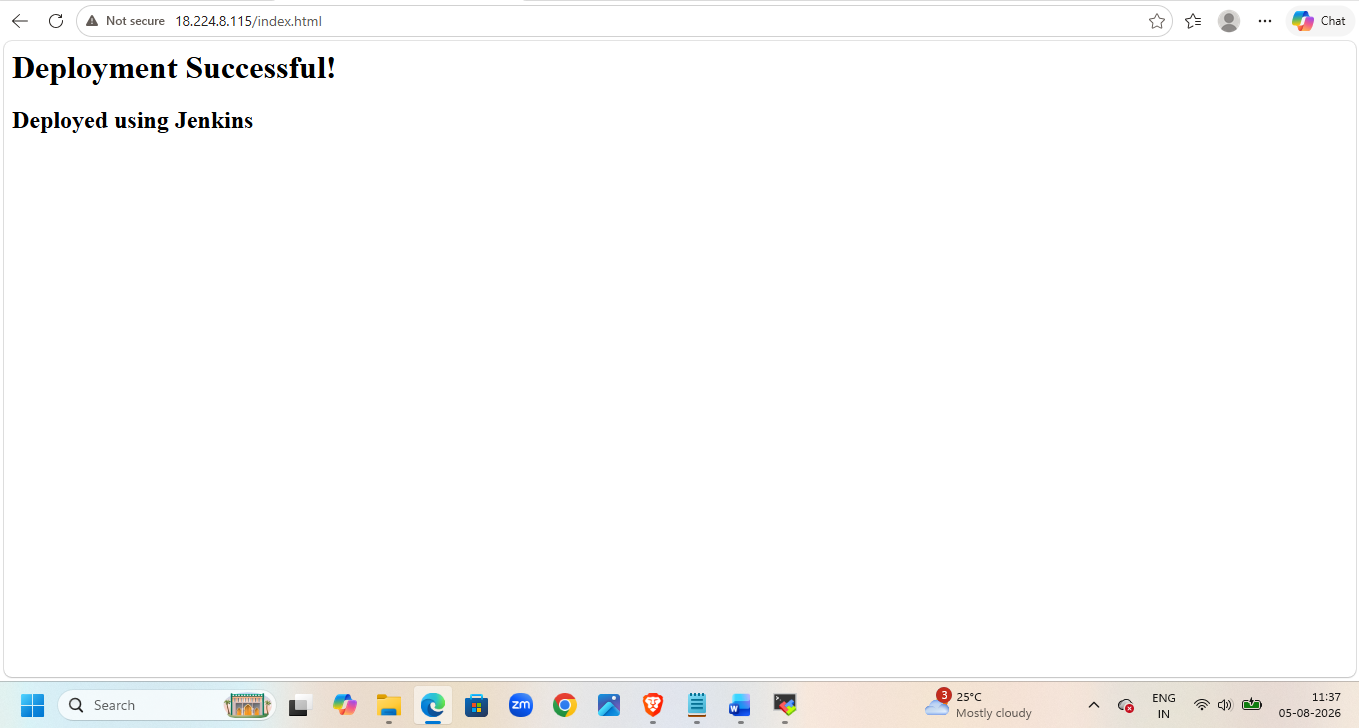 Not secure 18.224.8.115/index.html
Chat
Deployment Successful!
Deployed using Jenkins
Search
zm
W
3
25°C
Mostly cloudy
ENG
IN
11:37
05-08-2026